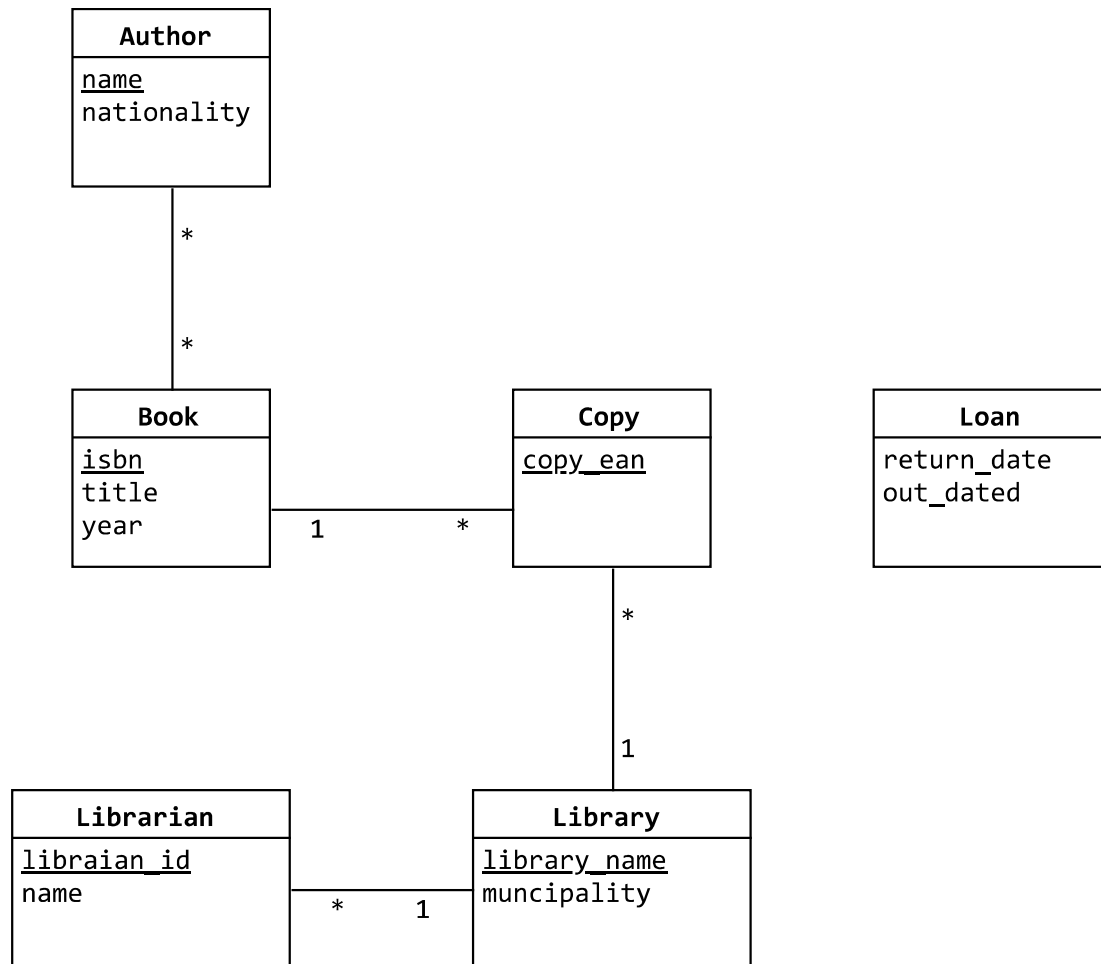 Author
name
nationality
*
*
Book
isbn
title
year
1
*
Copy
copy_ean
Loan
return_date
out_dated
*
1
Librarian
libraian_id
name
*
1
Library
library_name
muncipality